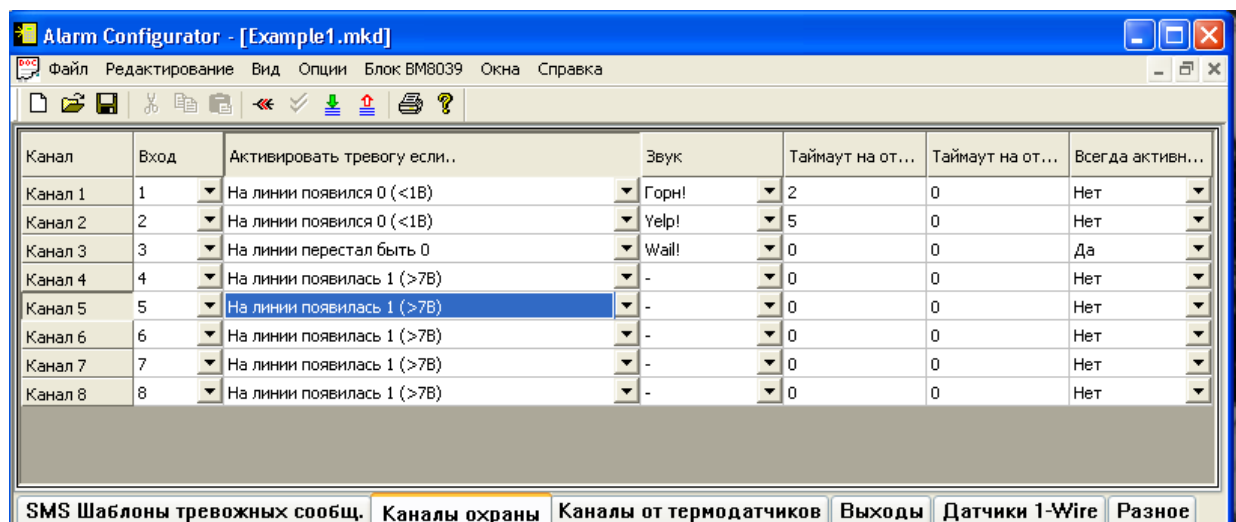 Alarm Configurator - [Example1.mkd]
Файл Редактирование Вид Опции Блок BM8039 Окна Справка
Канал Вход Активировать тревогу если.. Звук Таймаут на от... Таймаут на от... Всегда активн...
Канал 1 1 На линии появился 0 (<1В) Горн! 2 0 Нет
Канал 2 2 На линии появился 0 (<1В) Yelp! 5 0 Нет
Канал 3 3 На линии перестал быть 0 Wail! 0 0 Да
Канал 4 4 На линии появилась 1 (>7В) - 0 0 Нет
Канал 5 5 На линии появилась 1 (>7В) - 0 0 Нет
Канал 6 6 На линии появилась 1 (>7В) - 0 0 Нет
Канал 7 7 На линии появилась 1 (>7В) - 0 0 Нет
Канал 8 8 На линии появилась 1 (>7В) - 0 0 Нет
SMS Шаблоны тревожных сообщ. Каналы охраны Каналы от термодатчиков Выходы Датчики 1-Wire Разное